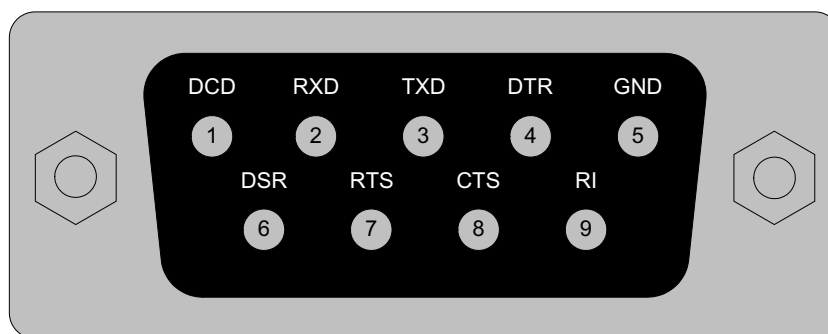 DCD RXD TXD DTR GND
1 2 3 4 5
DSR RTS CTS RI
6 7 8 9